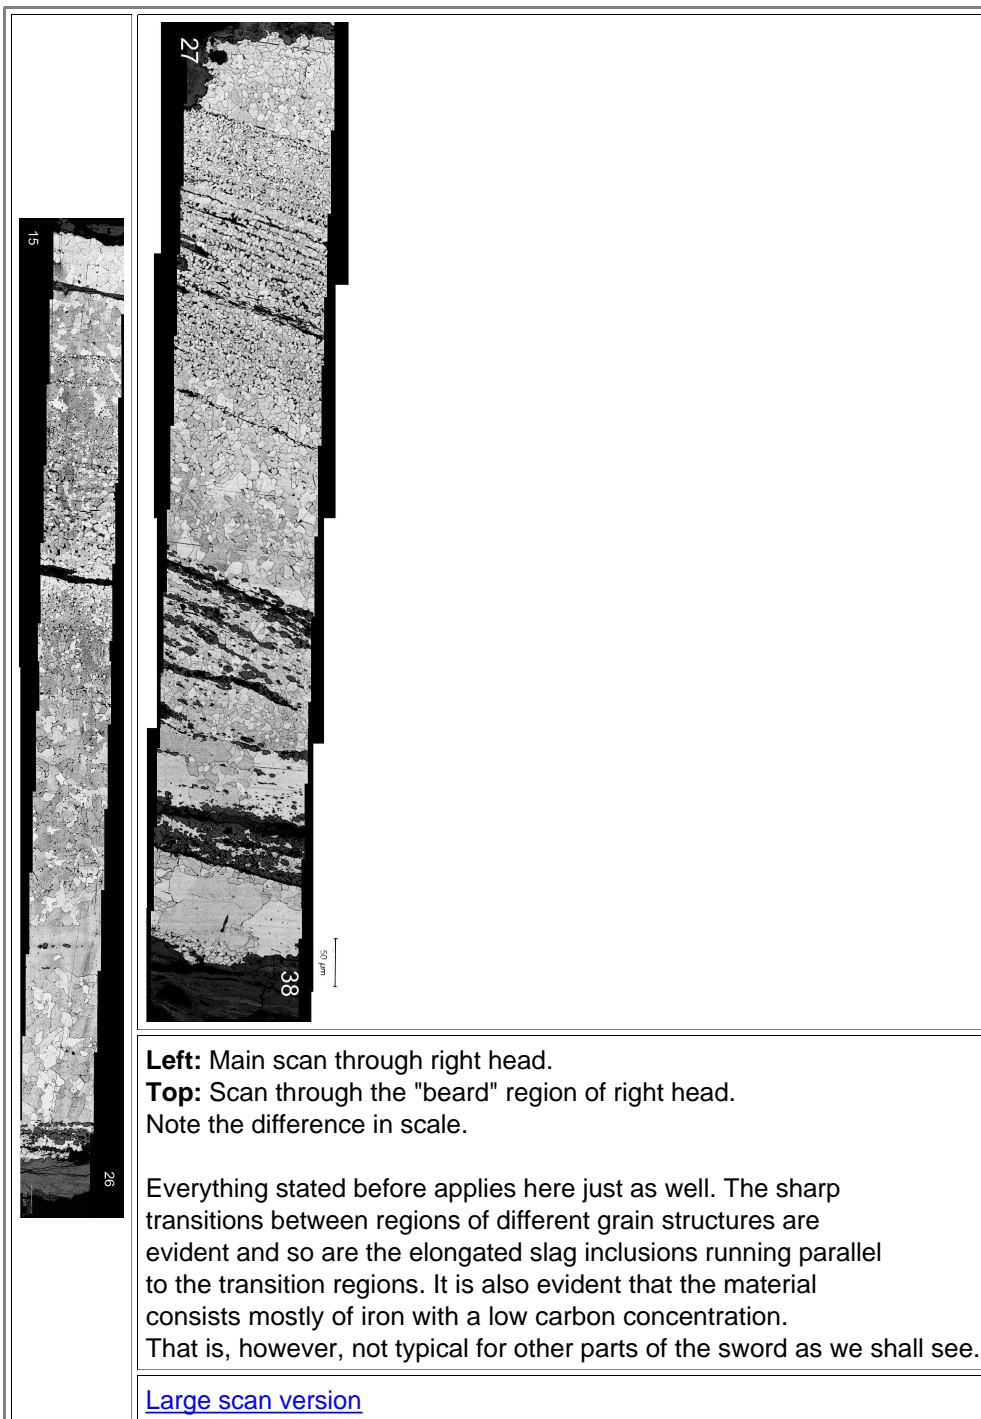 27
15
38
50 µm
26
Left: Main scan through right head.
Top: Scan through the "beard" region of right head.
Note the difference in scale.
Everything stated before applies here just as well. The sharp
transitions between regions of different grain structures are
evident and so are the elongated slag inclusions running parallel
to the transition regions. It is also evident that the material
consists mostly of iron with a low carbon concentration.
That is, however, not typical for other parts of the sword as we shall see.
Large scan version